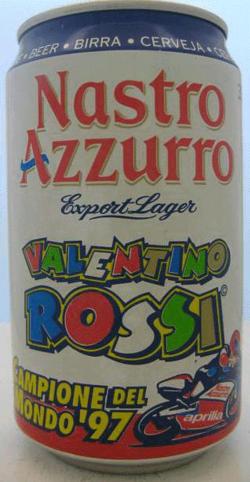 BEER • BIRRA • CERVEJA •
Nastro
Azzurro
Export Lager
VALENTINO
ROSSI
©
CAMPIONE DEL
MONDO '97
aprilia